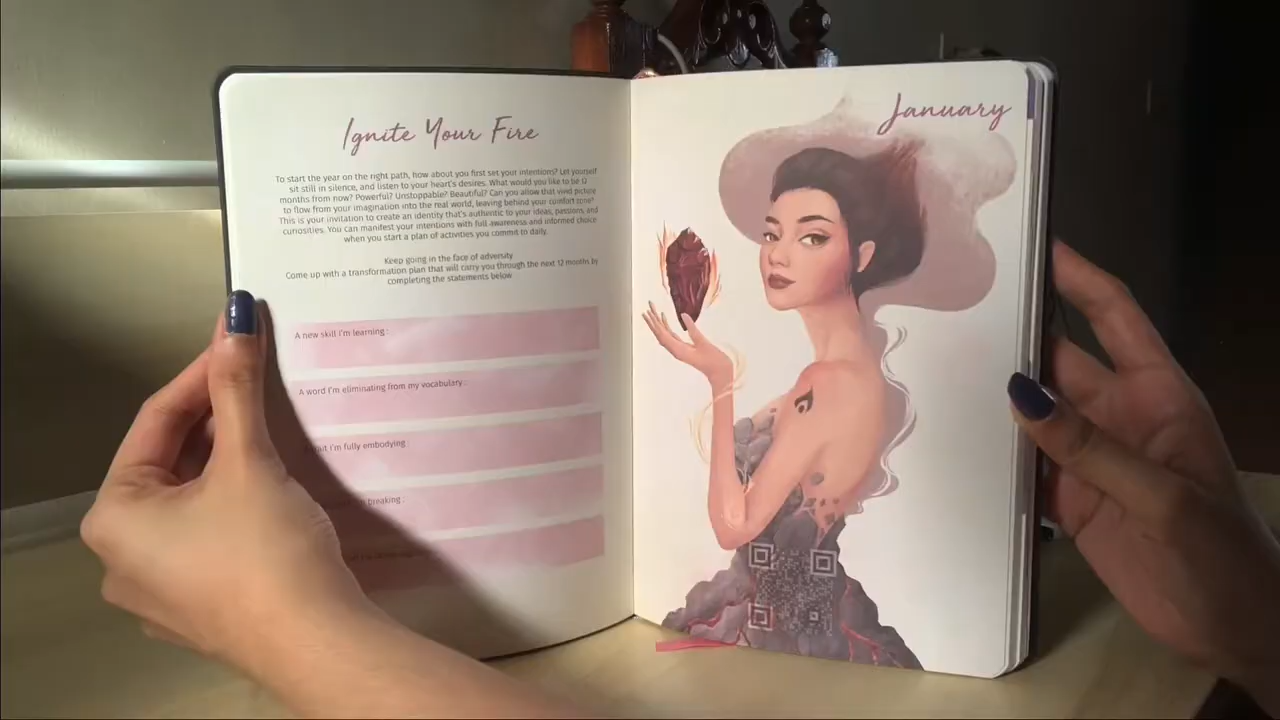 Ignite Your Fire
To start the year on the right path, how about you first set your intentions? Let yourself
sit still in silence, and listen to your heart's desires. What would you like to be 12
months from now? Powerful? Unstoppable? Beautiful? Can you allow that vivid picture
to flow from your imagination into the real world, leaving behind your comfort zone?
This is your invitation to create an identity that's authentic to your ideas, passions, and
curiosities. You can manifest your intentions with full awareness and informed choice
when you start a plan of activities you commit to daily.
Keep going in the face of adversity
Come up with a transformation plan that will carry you through the next 12 months by
completing the statements below
A new skill I'm learning :
A word I'm eliminating from my vocabulary :
I'm fully embodying :
breaking :
January